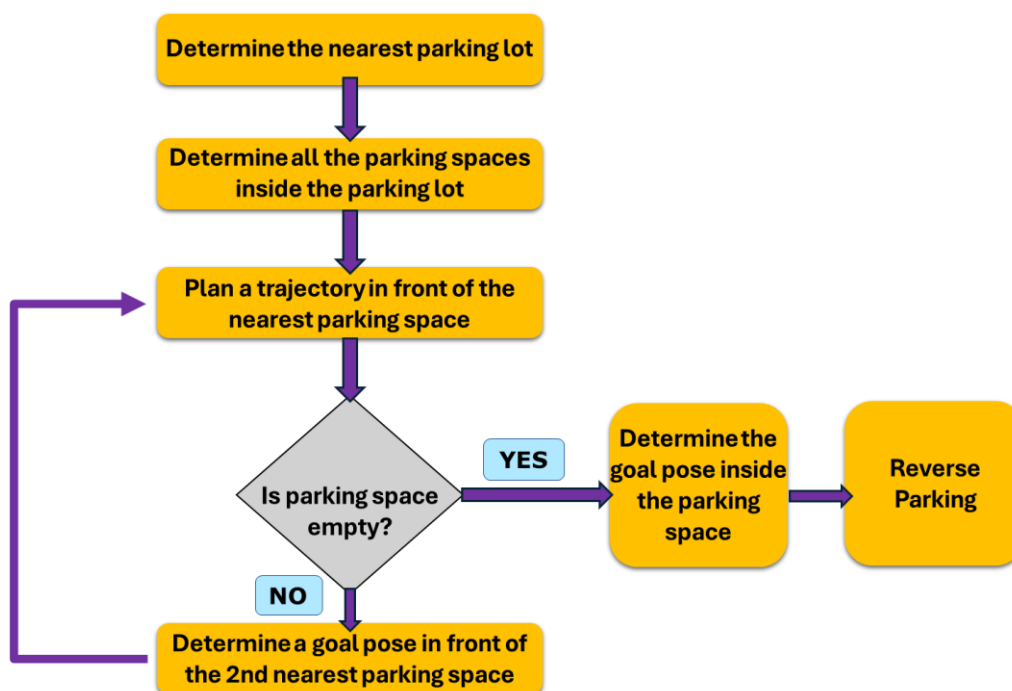 Determine the nearest parking lot
Determine all the parking spaces
inside the parking lot
Plan a trajectory in front of the
nearest parking space
Is parking space
empty?
YES
Determine the
goal pose inside
the parking
space
Reverse
Parking
NO
Determine a goal pose in front of
the 2nd nearest parking space